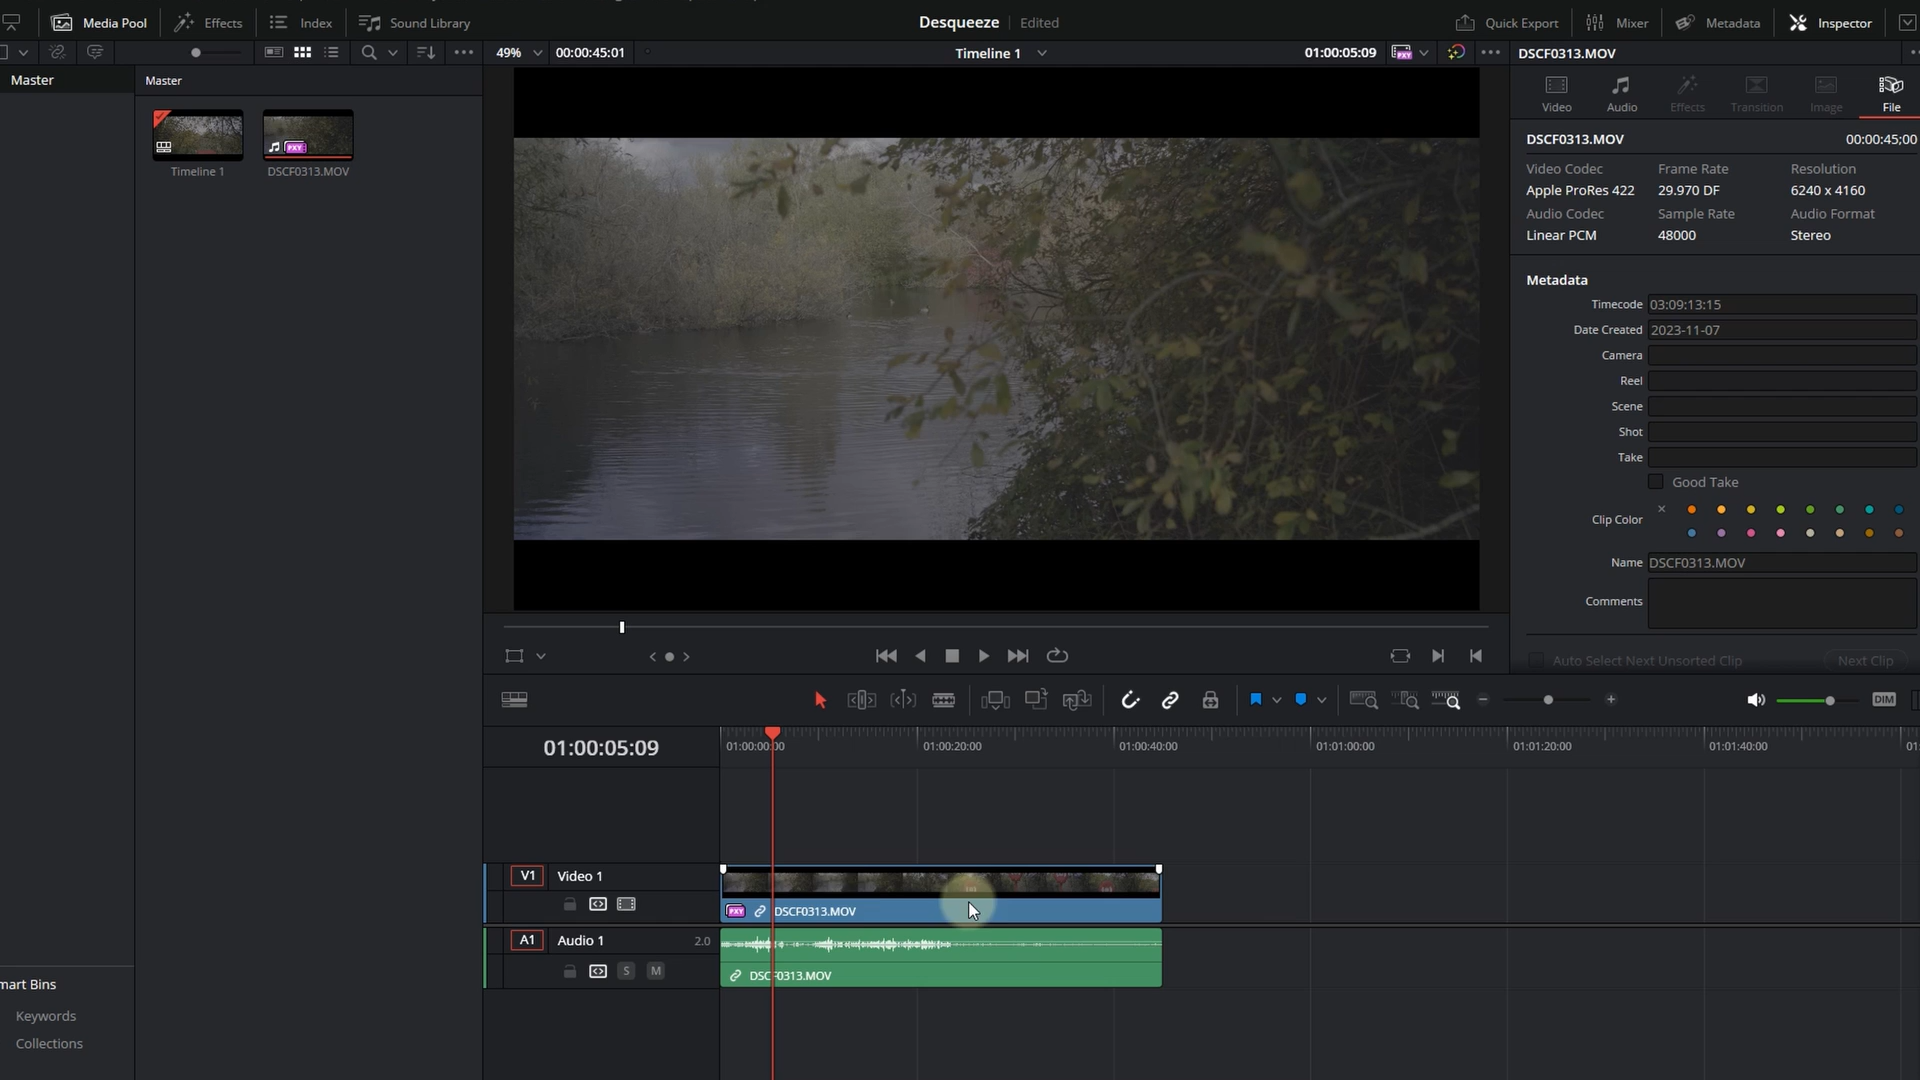 Media Pool
Effects
Index
Sound Library
Desqueeze
Edited
Quick Export
Mixer
Metadata
Inspector
49%
00:00:45:01
Timeline 1
01:00:05:09
PXY
DSCF0313.MOV
Master
Master
PXY
Timeline 1
DSCF0313.MOV
Video
Audio
Effects
Transition
Image
File
DSCF0313.MOV
00:00:45;00
Video Codec
Frame Rate
Resolution
Apple ProRes 422
29.970 DF
6240 x 4160
Audio Codec
Sample Rate
Audio Format
Linear PCM
48000
Stereo
Metadata
Timecode 03:09:13:15
Date Created 2023-11-07
Camera
Reel
Scene
Shot
Take
Good Take
Clip Color
Name DSCF0313.MOV
Comments
Auto Select Next Unsorted Clip
Next Clip
DIM
01:00:05:09
01:00:00:00
01:00:20:00
01:00:40:00
01:01:00:00
01:01:20:00
01:01:40:00
01:
V1
Video 1
PXY
DSCF0313.MOV
A1
Audio 1
2.0
S
M
DSCF0313.MOV
mart Bins
Keywords
Collections